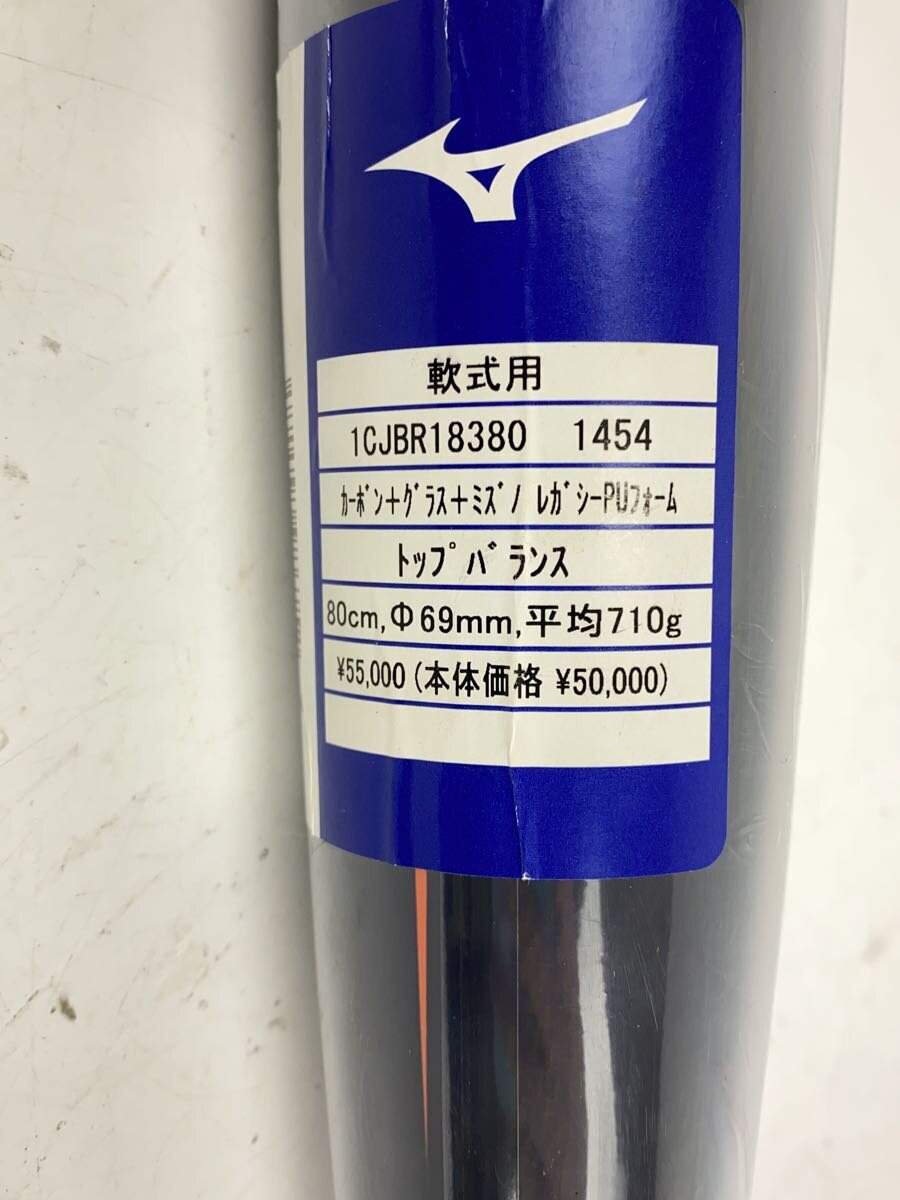 軟式用
1CJBR18380 1454
ｶｰﾎﾞﾝ+ｸﾞﾗｽ+ﾐｽﾞﾉ ﾚｶﾞｼｰPUﾌｫｰﾑ
ﾄｯﾌﾟﾊﾞﾗﾝｽ
80cm,Φ69mm,平均710g
¥55,000(本体価格 ¥50,000)